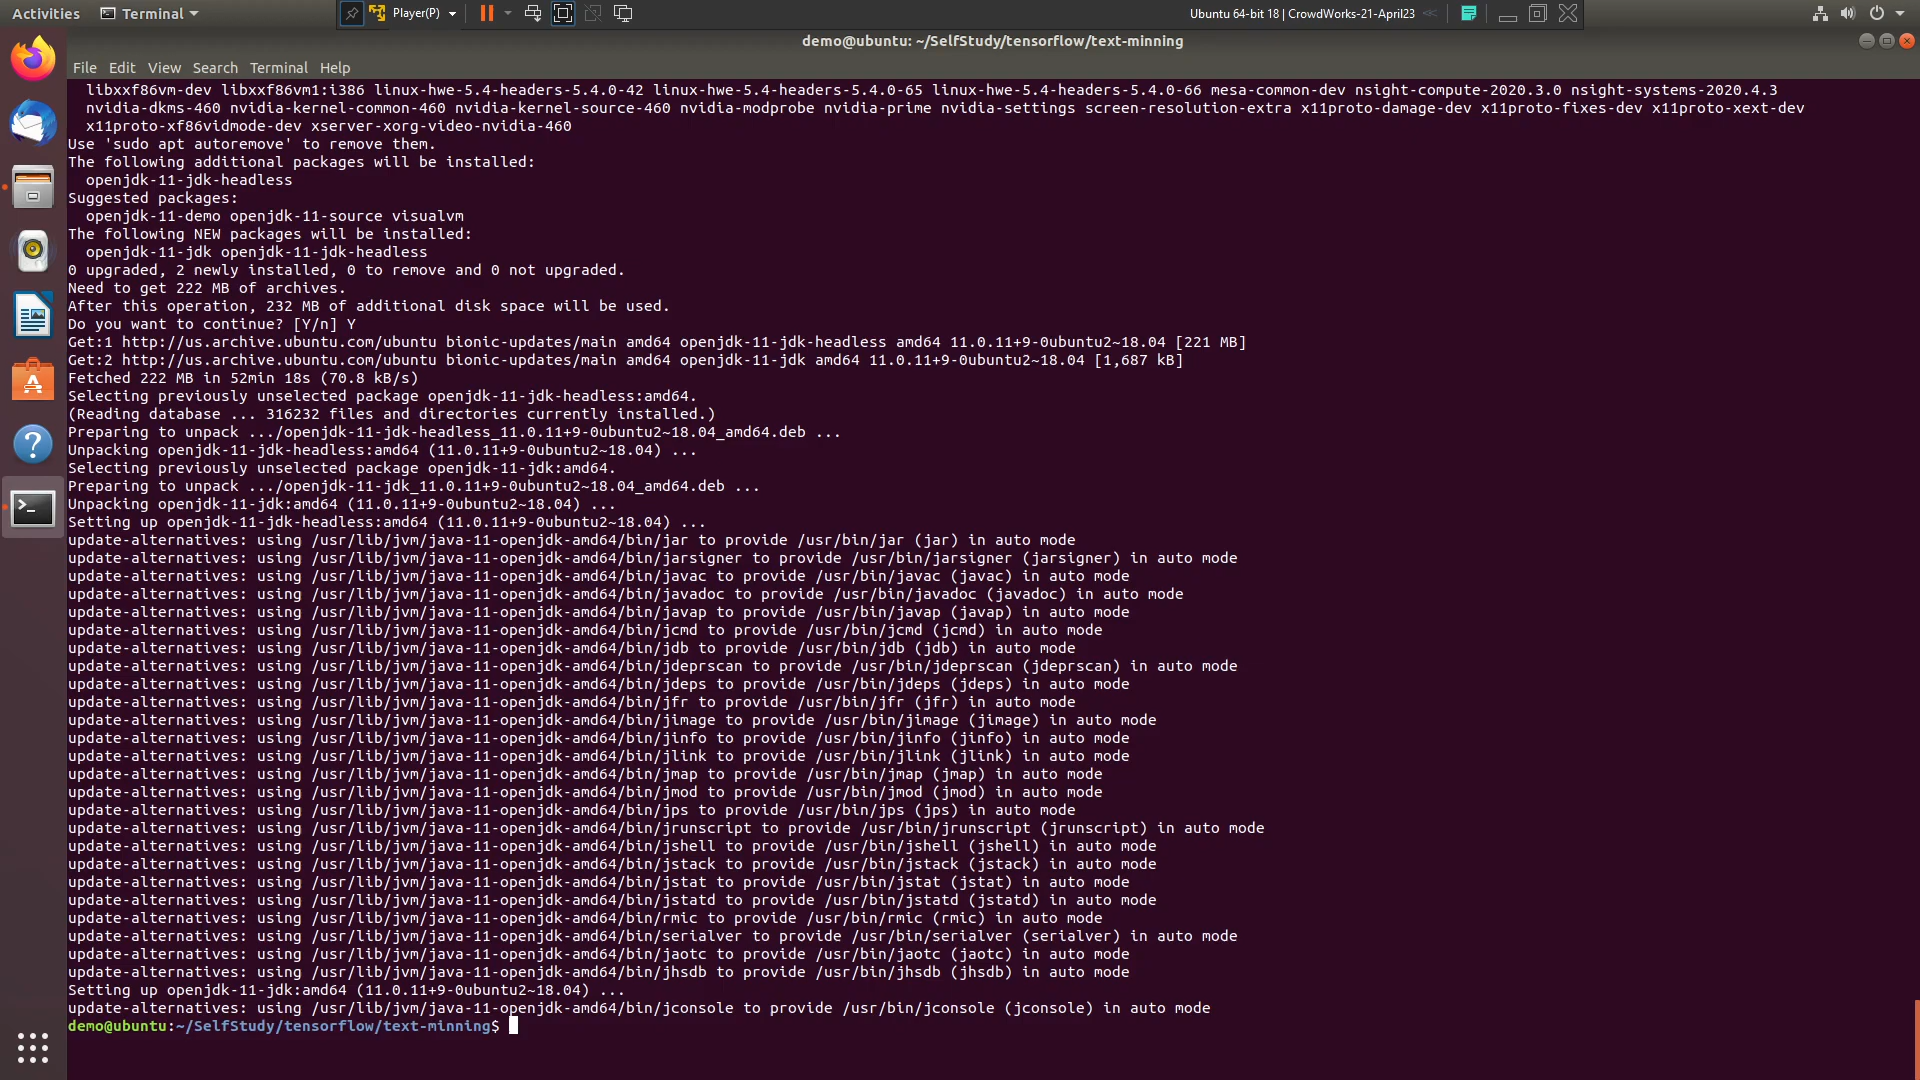 Activities Terminal Player(P) Ubuntu 64-bit 18 | CrowdWorks-21-April23
demo@ubuntu: ~/SelfStudy/tensorflow/text-minning
File Edit View Search Terminal Help
libxxf86vm-dev libxxf86vm1:i386 linux-hwe-5.4-headers-5.4.0-42 linux-hwe-5.4-headers-5.4.0-65 linux-hwe-5.4-headers-5.4.0-66 mesa-common-dev nsight-compute-2020.3.0 nsight-systems-2020.4.3
nvidia-dkms-460 nvidia-kernel-common-460 nvidia-kernel-source-460 nvidia-modprobe nvidia-prime nvidia-settings screen-resolution-extra x11proto-damage-dev x11proto-fixes-dev x11proto-xext-dev
x11proto-xf86vidmode-dev xserver-xorg-video-nvidia-460
Use 'sudo apt autoremove' to remove them.
The following additional packages will be installed:
openjdk-11-jdk-headless
Suggested packages:
openjdk-11-demo openjdk-11-source visualvm
The following NEW packages will be installed:
openjdk-11-jdk openjdk-11-jdk-headless
0 upgraded, 2 newly installed, 0 to remove and 0 not upgraded.
Need to get 222 MB of archives.
After this operation, 232 MB of additional disk space will be used.
Do you want to continue? [Y/n] Y
Get:1 http://us.archive.ubuntu.com/ubuntu bionic-updates/main amd64 openjdk-11-jdk-headless amd64 11.0.11+9-0ubuntu2~18.04 [221 MB]
Get:2 http://us.archive.ubuntu.com/ubuntu bionic-updates/main amd64 openjdk-11-jdk amd64 11.0.11+9-0ubuntu2~18.04 [1,687 kB]
Fetched 222 MB in 52min 18s (70.8 kB/s)
Selecting previously unselected package openjdk-11-jdk-headless:amd64.
(Reading database ... 316232 files and directories currently installed.)
Preparing to unpack .../openjdk-11-jdk-headless_11.0.11+9-0ubuntu2~18.04_amd64.deb ...
Unpacking openjdk-11-jdk-headless:amd64 (11.0.11+9-0ubuntu2~18.04) ...
Selecting previously unselected package openjdk-11-jdk:amd64.
Preparing to unpack .../openjdk-11-jdk_11.0.11+9-0ubuntu2~18.04_amd64.deb ...
Unpacking openjdk-11-jdk:amd64 (11.0.11+9-0ubuntu2~18.04) ...
Setting up openjdk-11-jdk-headless:amd64 (11.0.11+9-0ubuntu2~18.04) ...
update-alternatives: using /usr/lib/jvm/java-11-openjdk-amd64/bin/jar to provide /usr/bin/jar (jar) in auto mode
update-alternatives: using /usr/lib/jvm/java-11-openjdk-amd64/bin/jarsigner to provide /usr/bin/jarsigner (jarsigner) in auto mode
update-alternatives: using /usr/lib/jvm/java-11-openjdk-amd64/bin/javac to provide /usr/bin/javac (javac) in auto mode
update-alternatives: using /usr/lib/jvm/java-11-openjdk-amd64/bin/javadoc to provide /usr/bin/javadoc (javadoc) in auto mode
update-alternatives: using /usr/lib/jvm/java-11-openjdk-amd64/bin/javap to provide /usr/bin/javap (javap) in auto mode
update-alternatives: using /usr/lib/jvm/java-11-openjdk-amd64/bin/jcmd to provide /usr/bin/jcmd (jcmd) in auto mode
update-alternatives: using /usr/lib/jvm/java-11-openjdk-amd64/bin/jdb to provide /usr/bin/jdb (jdb) in auto mode
update-alternatives: using /usr/lib/jvm/java-11-openjdk-amd64/bin/jdeprscan to provide /usr/bin/jdeprscan (jdeprscan) in auto mode
update-alternatives: using /usr/lib/jvm/java-11-openjdk-amd64/bin/jdeps to provide /usr/bin/jdeps (jdeps) in auto mode
update-alternatives: using /usr/lib/jvm/java-11-openjdk-amd64/bin/jfr to provide /usr/bin/jfr (jfr) in auto mode
update-alternatives: using /usr/lib/jvm/java-11-openjdk-amd64/bin/jimage to provide /usr/bin/jimage (jimage) in auto mode
update-alternatives: using /usr/lib/jvm/java-11-openjdk-amd64/bin/jinfo to provide /usr/bin/jinfo (jinfo) in auto mode
update-alternatives: using /usr/lib/jvm/java-11-openjdk-amd64/bin/jlink to provide /usr/bin/jlink (jlink) in auto mode
update-alternatives: using /usr/lib/jvm/java-11-openjdk-amd64/bin/jmap to provide /usr/bin/jmap (jmap) in auto mode
update-alternatives: using /usr/lib/jvm/java-11-openjdk-amd64/bin/jmod to provide /usr/bin/jmod (jmod) in auto mode
update-alternatives: using /usr/lib/jvm/java-11-openjdk-amd64/bin/jps to provide /usr/bin/jps (jps) in auto mode
update-alternatives: using /usr/lib/jvm/java-11-openjdk-amd64/bin/jrunscript to provide /usr/bin/jrunscript (jrunscript) in auto mode
update-alternatives: using /usr/lib/jvm/java-11-openjdk-amd64/bin/jshell to provide /usr/bin/jshell (jshell) in auto mode
update-alternatives: using /usr/lib/jvm/java-11-openjdk-amd64/bin/jstack to provide /usr/bin/jstack (jstack) in auto mode
update-alternatives: using /usr/lib/jvm/java-11-openjdk-amd64/bin/jstat to provide /usr/bin/jstat (jstat) in auto mode
update-alternatives: using /usr/lib/jvm/java-11-openjdk-amd64/bin/jstatd to provide /usr/bin/jstatd (jstatd) in auto mode
update-alternatives: using /usr/lib/jvm/java-11-openjdk-amd64/bin/rmic to provide /usr/bin/rmic (rmic) in auto mode
update-alternatives: using /usr/lib/jvm/java-11-openjdk-amd64/bin/serialver to provide /usr/bin/serialver (serialver) in auto mode
update-alternatives: using /usr/lib/jvm/java-11-openjdk-amd64/bin/jaotc to provide /usr/bin/jaotc (jaotc) in auto mode
update-alternatives: using /usr/lib/jvm/java-11-openjdk-amd64/bin/jhsdb to provide /usr/bin/jhsdb (jhsdb) in auto mode
Setting up openjdk-11-jdk:amd64 (11.0.11+9-0ubuntu2~18.04) ...
update-alternatives: using /usr/lib/jvm/java-11-openjdk-amd64/bin/jconsole to provide /usr/bin/jconsole (jconsole) in auto mode
demo@ubuntu:~/SelfStudy/tensorflow/text-minning$